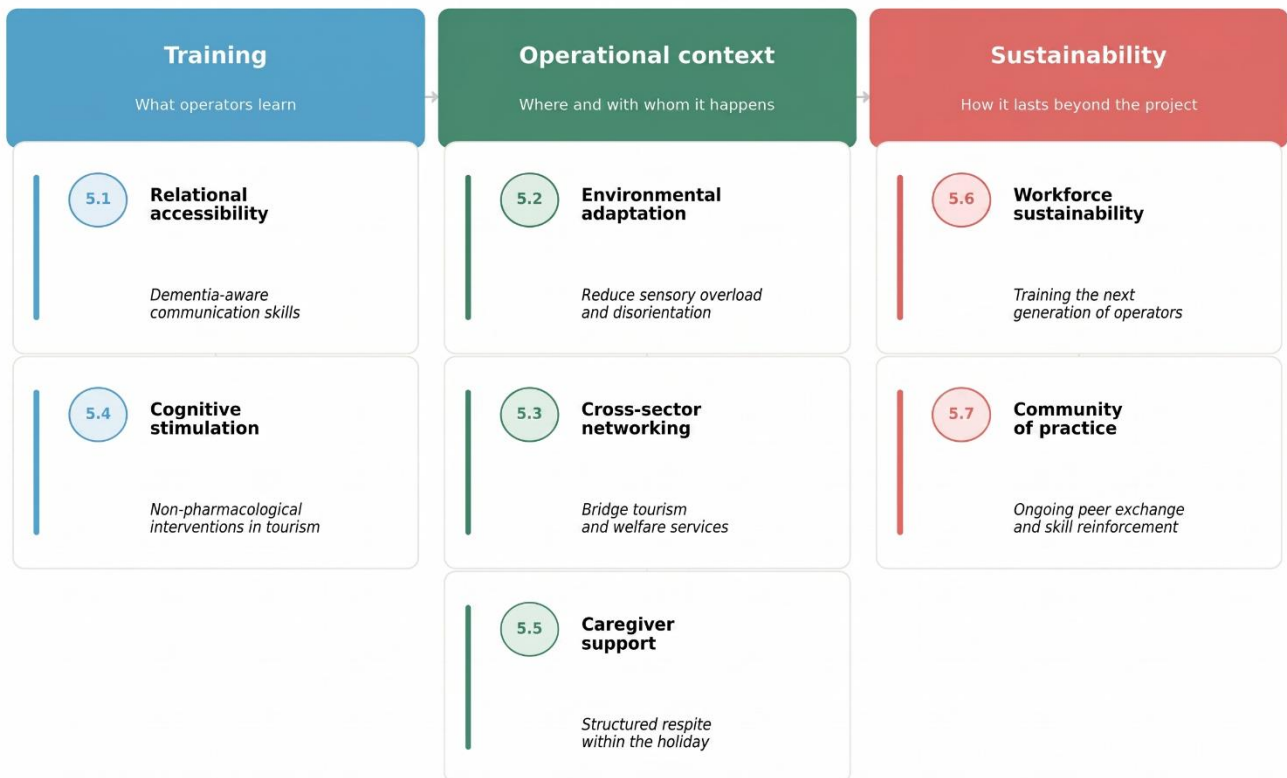 Training
What operators learn
Operational context
Where and with whom it happens
Sustainability
How it lasts beyond the project
5.1
Relational
accessibility
Dementia-aware
communication skills
5.4
Cognitive
stimulation
Non-pharmacological
interventions in tourism
5.2
Environmental
adaptation
Reduce sensory overload
and disorientation
5.3
Cross-sector
networking
Bridge tourism
and welfare services
5.5
Caregiver
support
Structured respite
within the holiday
5.6
Workforce
sustainability
Training the next
generation of operators
5.7
Community
of practice
Ongoing peer exchange
and skill reinforcement